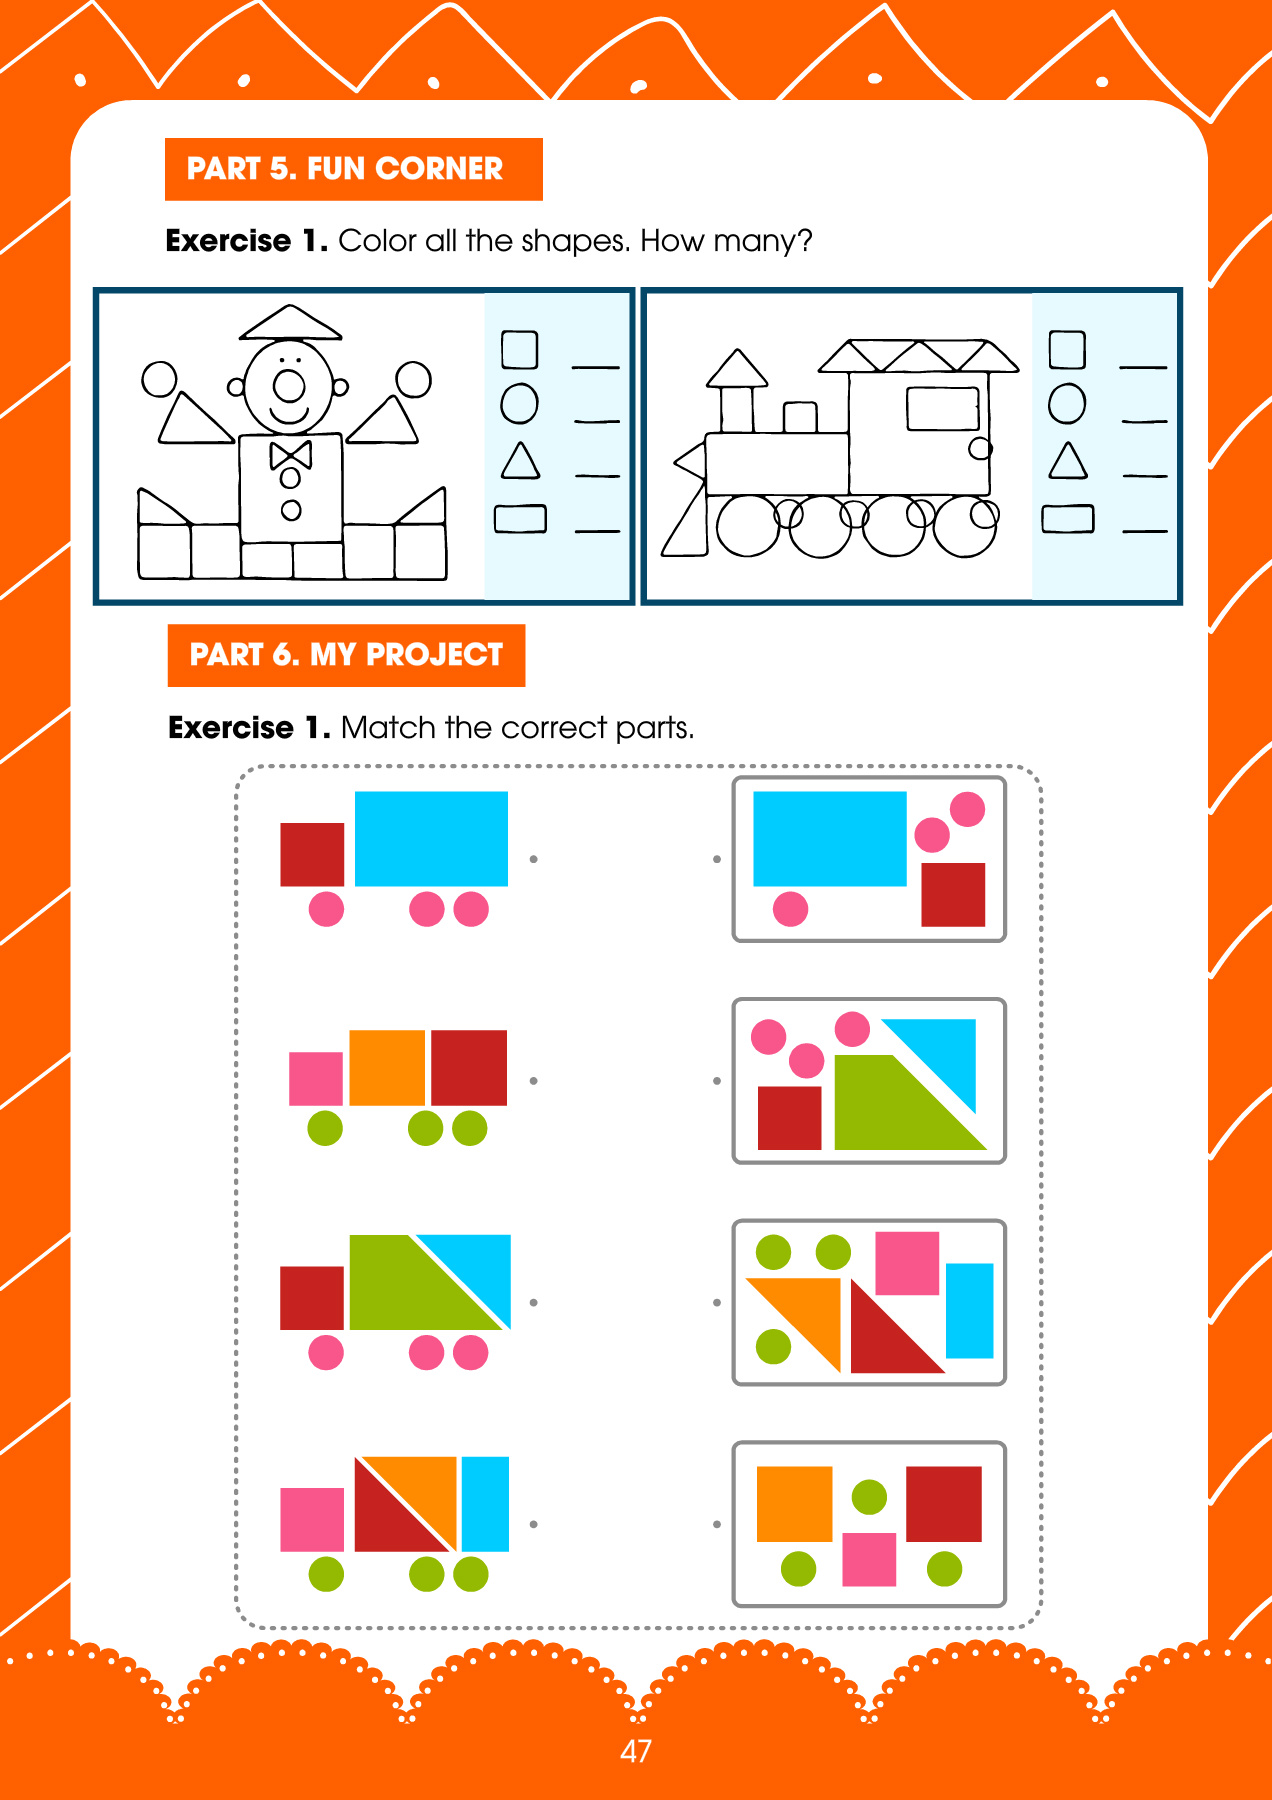 PART 5. FUN CORNER
Exercise 1. Color all the shapes. How many?
PART 6. MY PROJECT
Exercise 1. Match the correct parts.
47